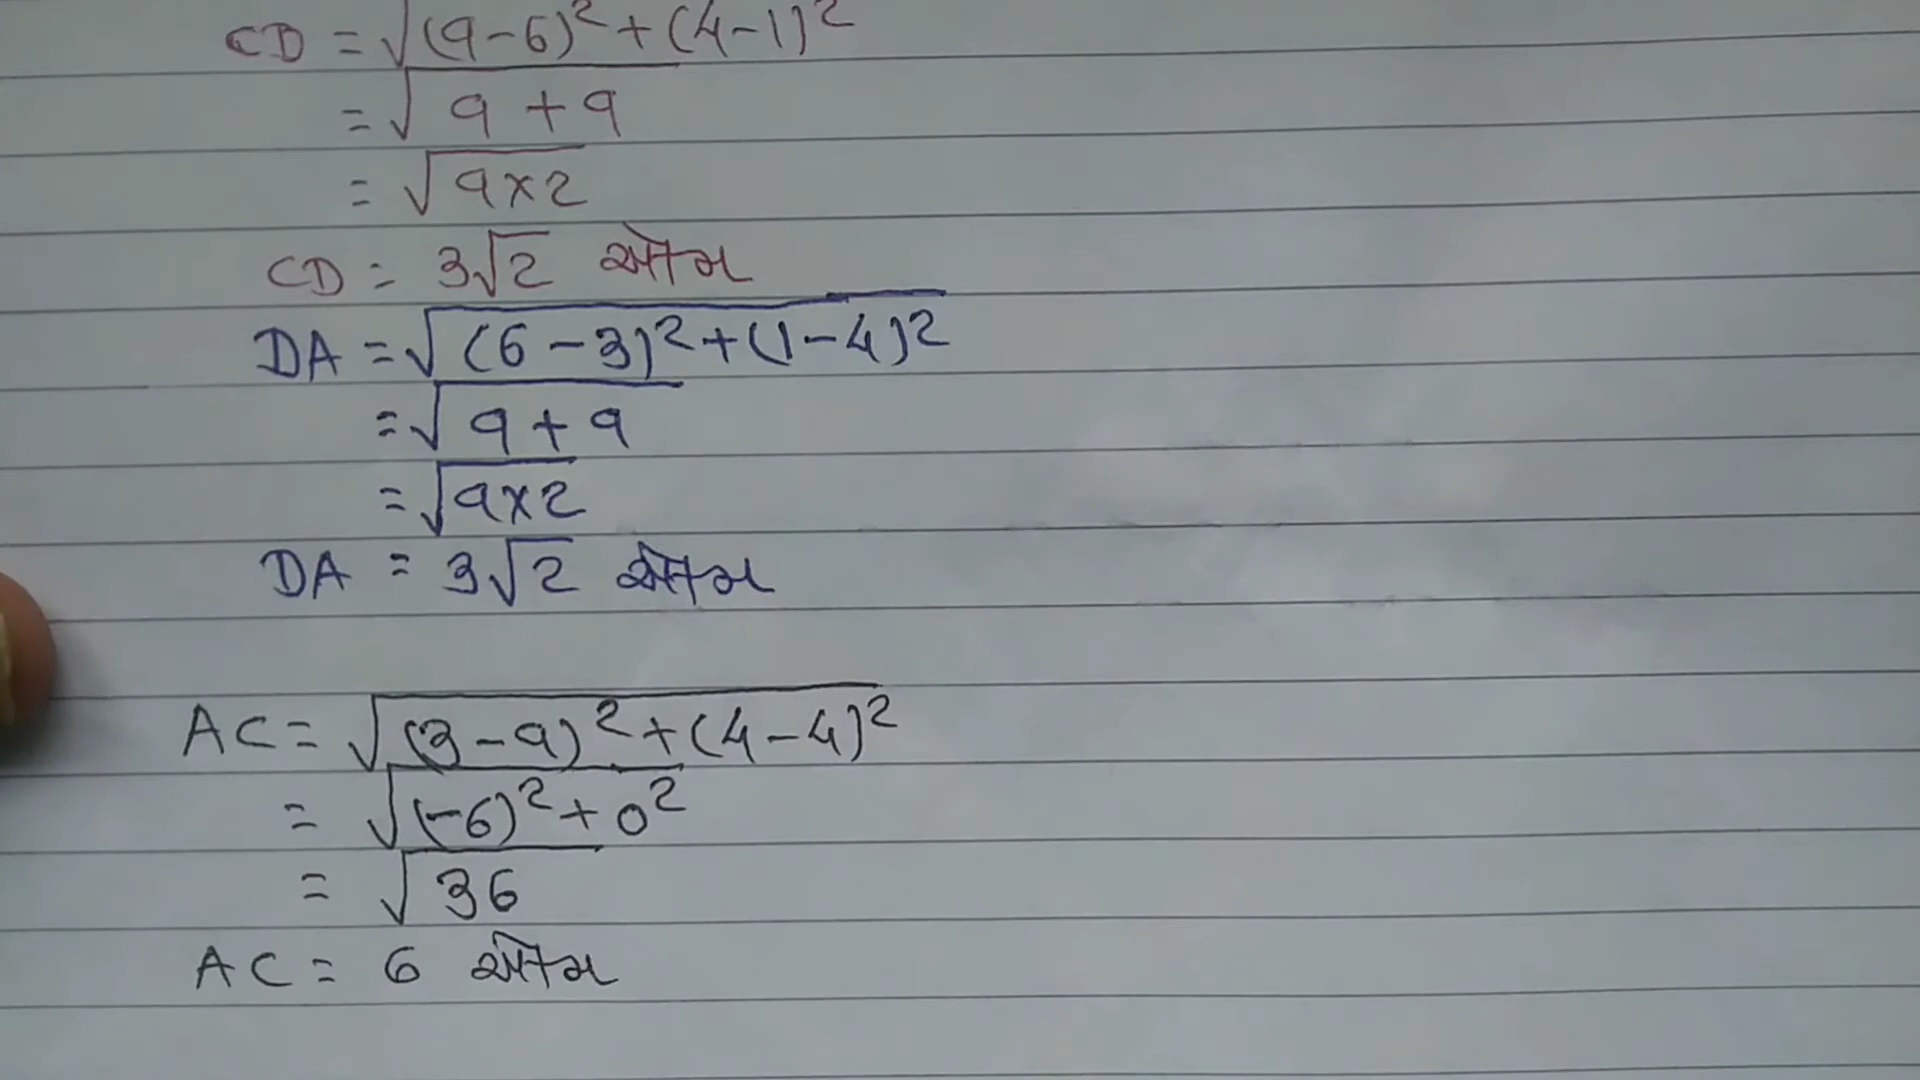 CD = √(9-6)² + (4-1)²
= √9 + 9
= √9×2
CD = 3√2 એકમ
DA = √(6-3)² + (1-4)²
= √9 + 9
= √9×2
DA = 3√2 એકમ
AC = √(3-9)² + (4-4)²
= √(-6)² + 0²
= √36
AC = 6 એકમ